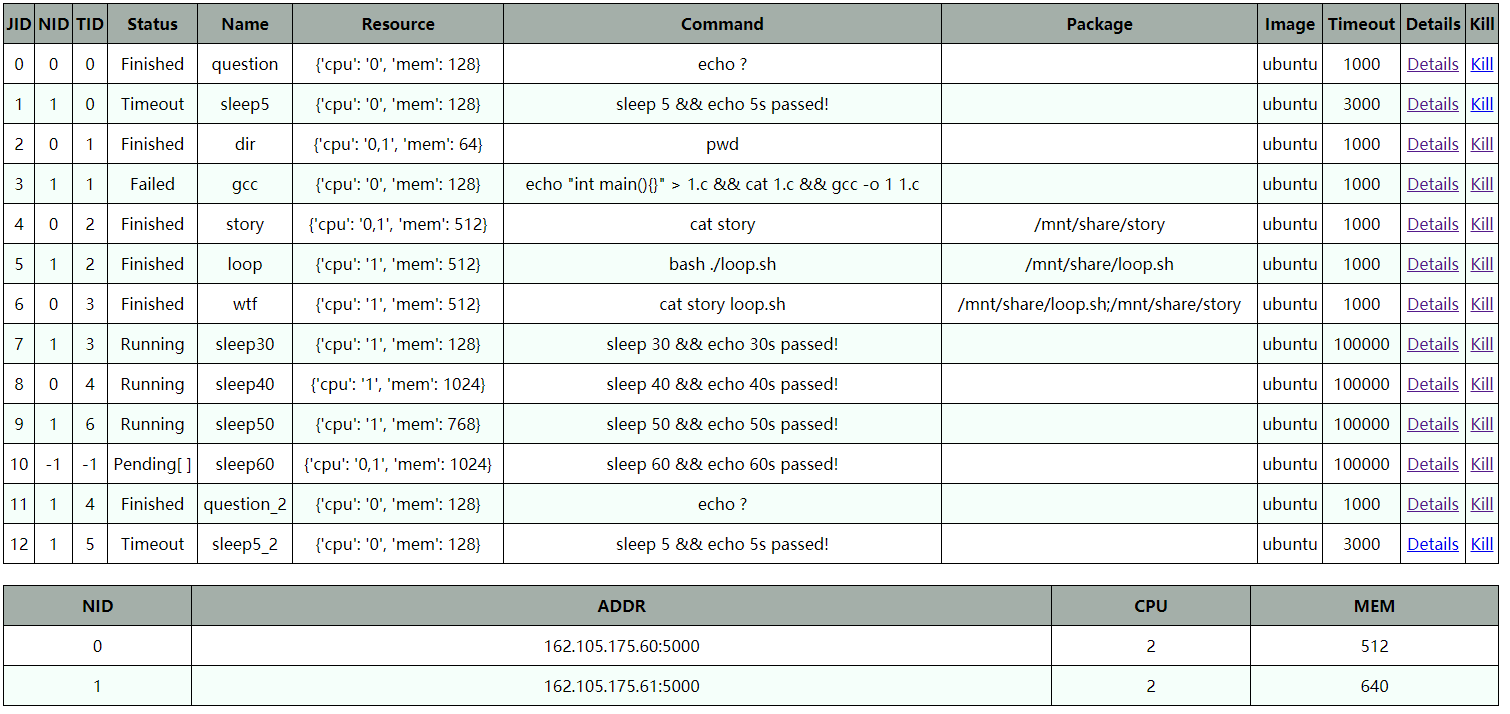 JID NID TID Status Name Resource Command Package Image Timeout Details Kill
0 0 0 Finished question {'cpu': '0', 'mem': 128} echo ? ubuntu 1000 Details Kill
1 1 0 Timeout sleep5 {'cpu': '0', 'mem': 128} sleep 5 && echo 5s passed! ubuntu 3000 Details Kill
2 0 1 Finished dir {'cpu': '0,1', 'mem': 64} pwd ubuntu 1000 Details Kill
3 1 1 Failed gcc {'cpu': '0', 'mem': 128} echo "int main(){}" > 1.c && cat 1.c && gcc -o 1 1.c ubuntu 1000 Details Kill
4 0 2 Finished story {'cpu': '0,1', 'mem': 512} cat story /mnt/share/story ubuntu 1000 Details Kill
5 1 2 Finished loop {'cpu': '1', 'mem': 512} bash ./loop.sh /mnt/share/loop.sh ubuntu 1000 Details Kill
6 0 3 Finished wtf {'cpu': '1', 'mem': 512} cat story loop.sh /mnt/share/loop.sh;/mnt/share/story ubuntu 1000 Details Kill
7 1 3 Running sleep30 {'cpu': '1', 'mem': 128} sleep 30 && echo 30s passed! ubuntu 100000 Details Kill
8 0 4 Running sleep40 {'cpu': '1', 'mem': 1024} sleep 40 && echo 40s passed! ubuntu 100000 Details Kill
9 1 6 Running sleep50 {'cpu': '1', 'mem': 768} sleep 50 && echo 50s passed! ubuntu 100000 Details Kill
10 -1 -1 Pending[ ] sleep60 {'cpu': '0,1', 'mem': 1024} sleep 60 && echo 60s passed! ubuntu 100000 Details Kill
11 1 4 Finished question_2 {'cpu': '0', 'mem': 128} echo ? ubuntu 1000 Details Kill
12 1 5 Timeout sleep5_2 {'cpu': '0', 'mem': 128} sleep 5 && echo 5s passed! ubuntu 3000 Details Kill
NID ADDR CPU MEM
0 162.105.175.60:5000 2 512
1 162.105.175.61:5000 2 640